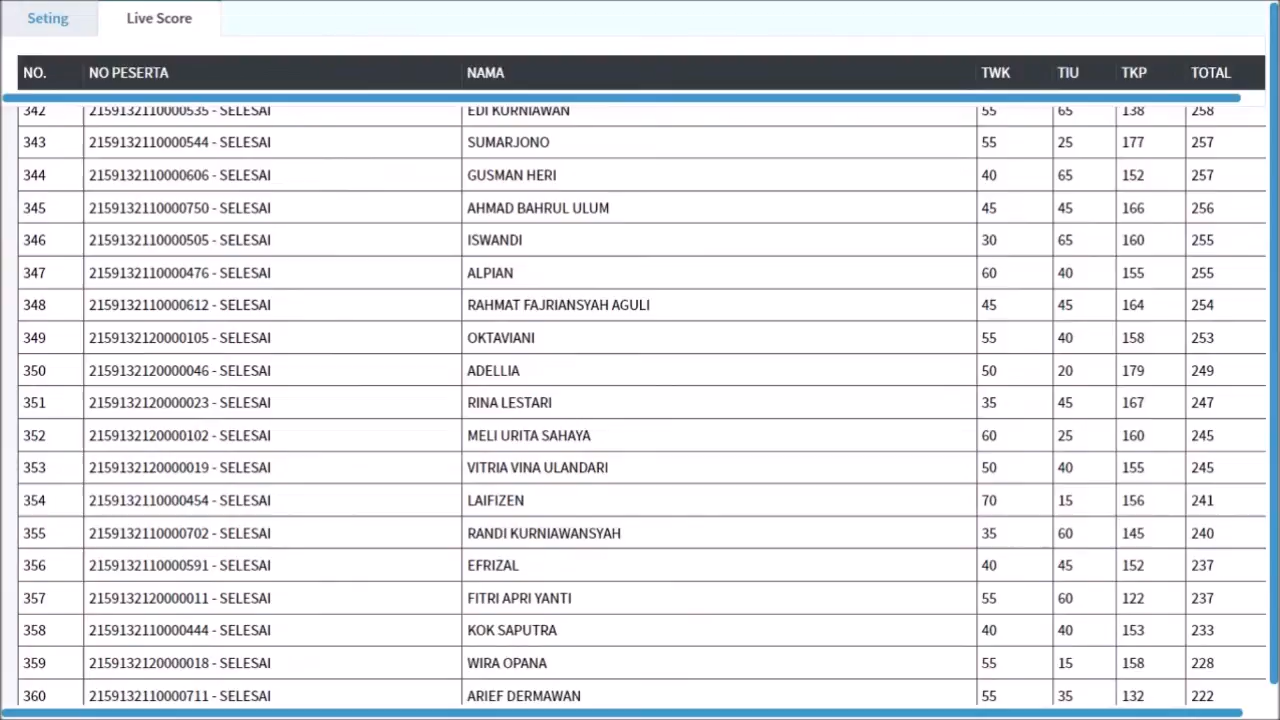 Seting Live Score
NO. NO PESERTA NAMA TWK TIU TKP TOTAL
342 2159132110000535 - SELESAI EDI KURNIAWAN 55 65 138 258
343 2159132110000544 - SELESAI SUMARJONO 55 25 177 257
344 2159132110000606 - SELESAI GUSMAN HERI 40 65 152 257
345 2159132110000750 - SELESAI AHMAD BAHRUL ULUM 45 45 166 256
346 2159132110000505 - SELESAI ISWANDI 30 65 160 255
347 2159132110000476 - SELESAI ALPIAN 60 40 155 255
348 2159132110000612 - SELESAI RAHMAT FAJRIANSYAH AGULI 45 45 164 254
349 2159132120000105 - SELESAI OKTAVIANI 55 40 158 253
350 2159132120000046 - SELESAI ADELLIA 50 20 179 249
351 2159132120000023 - SELESAI RINA LESTARI 35 45 167 247
352 2159132120000102 - SELESAI MELI URITA SAHAYA 60 25 160 245
353 2159132120000019 - SELESAI VITRIA VINA ULANDARI 50 40 155 245
354 2159132110000454 - SELESAI LAIFIZEN 70 15 156 241
355 2159132110000702 - SELESAI RANDI KURNIAWANSYAH 35 60 145 240
356 2159132110000591 - SELESAI EFRIZAL 40 45 152 237
357 2159132120000011 - SELESAI FITRI APRI YANTI 55 60 122 237
358 2159132110000444 - SELESAI KOK SAPUTRA 40 40 153 233
359 2159132120000018 - SELESAI WIRA OPANA 55 15 158 228
360 2159132110000711 - SELESAI ARIEF DERMAWAN 55 35 132 222